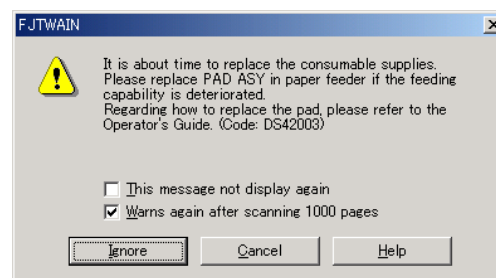 FJTWAIN
It is about time to replace the consumable supplies.
Please replace PAD ASY in paper feeder if the feeding
capability is deteriorated.
Regarding how to replace the pad, please refer to the
Operator's Guide. (Code: DS42003)
This message not display again
Warns again after scanning 1000 pages
Ignore Cancel Help